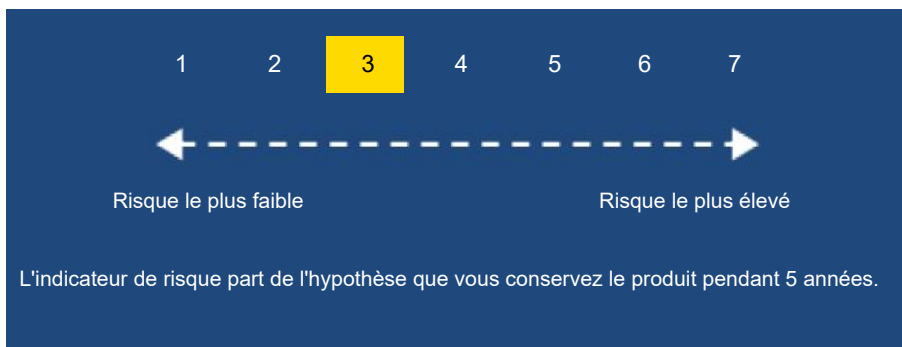 1 2 3 4 5 6 7
Risque le plus faible Risque le plus élevé
L'indicateur de risque part de l'hypothèse que vous conservez le produit pendant 5 années.